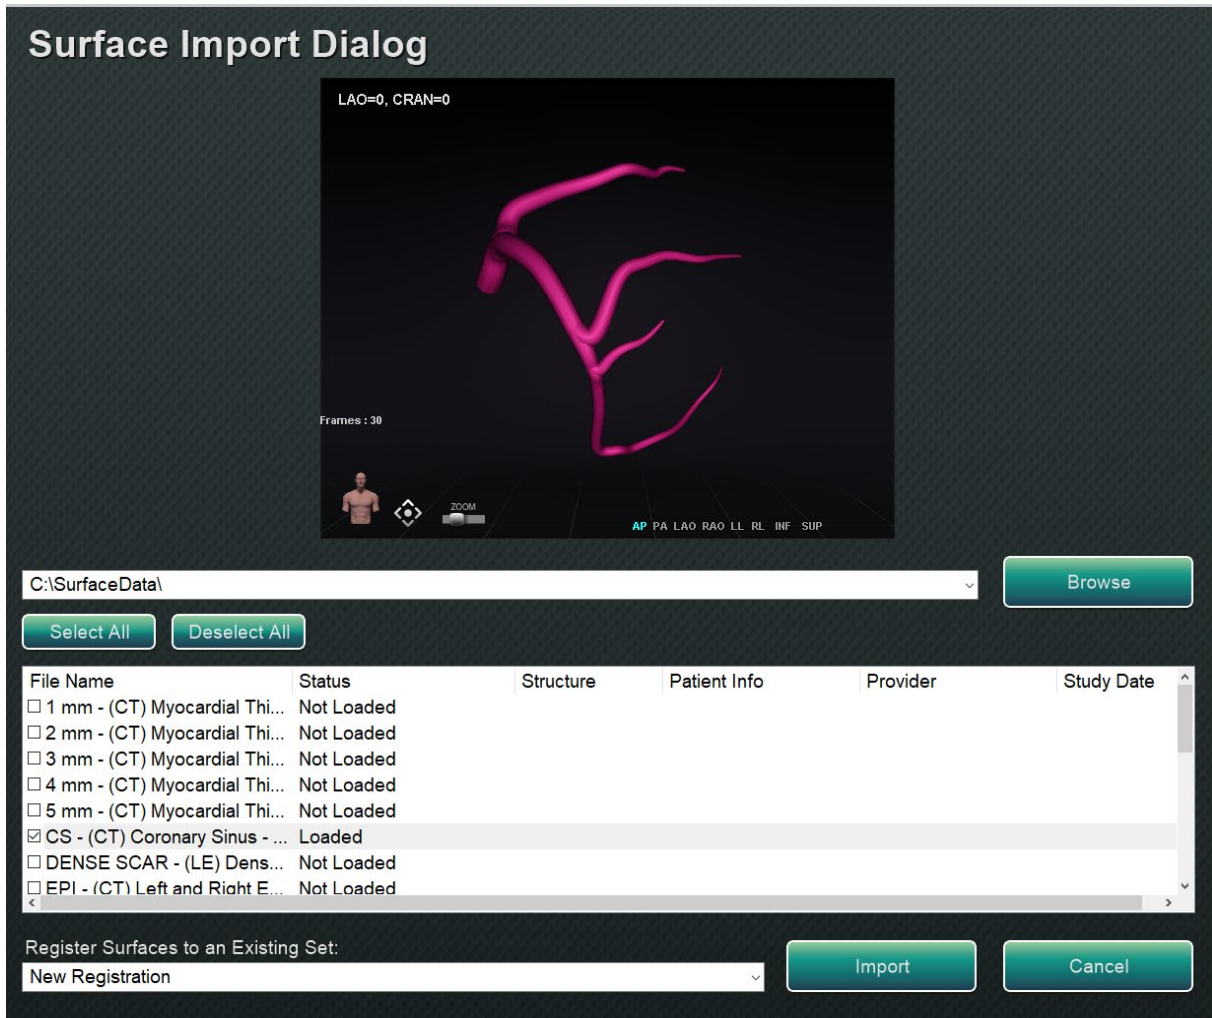 Surface Import Dialog
LAO=0, CRAN=0
Frames : 30
ZOOM
AP PA LAO RAO LL RL INF SUP
C:\SurfaceData\
Browse
Select All Deselect All
File Name Status Structure Patient Info Provider Study Date
1 mm - (CT) Myocardial Thi... Not Loaded
2 mm - (CT) Myocardial Thi... Not Loaded
3 mm - (CT) Myocardial Thi... Not Loaded
4 mm - (CT) Myocardial Thi... Not Loaded
5 mm - (CT) Myocardial Thi... Not Loaded
CS - (CT) Coronary Sinus - ... Loaded
DENSE SCAR - (LE) Dens... Not Loaded
EPI - (CT) Left and Right E... Not Loaded
Register Surfaces to an Existing Set:
New Registration
Import
Cancel